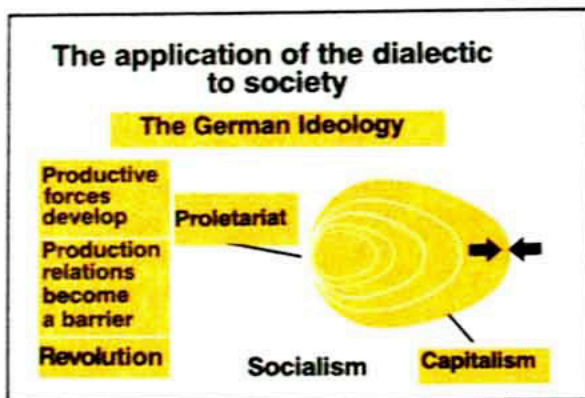 The application of the dialectic
to society
The German Ideology
Productive
forces
develop
Proletariat
Production
relations
become
a barrier
Revolution
Socialism
Capitalism